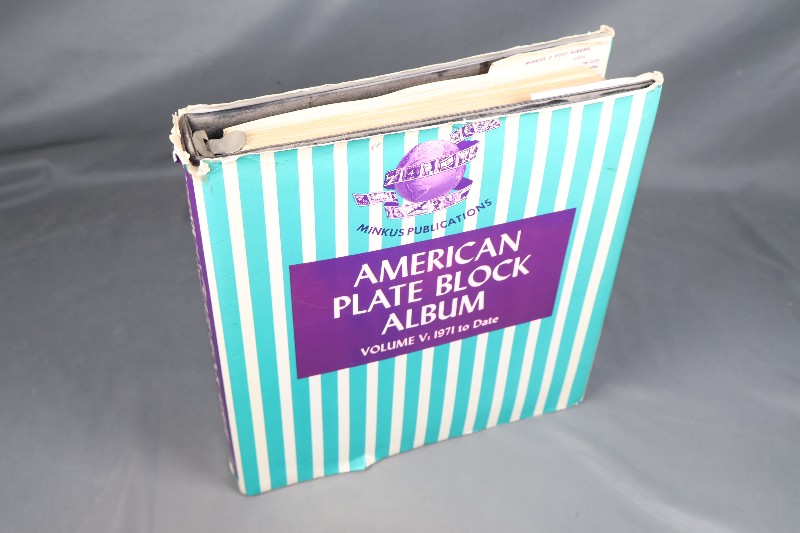 MINKUS PUBLICATIONS
AMERICAN
PLATE BLOCK
ALBUM
VOLUME V: 1971 to Date